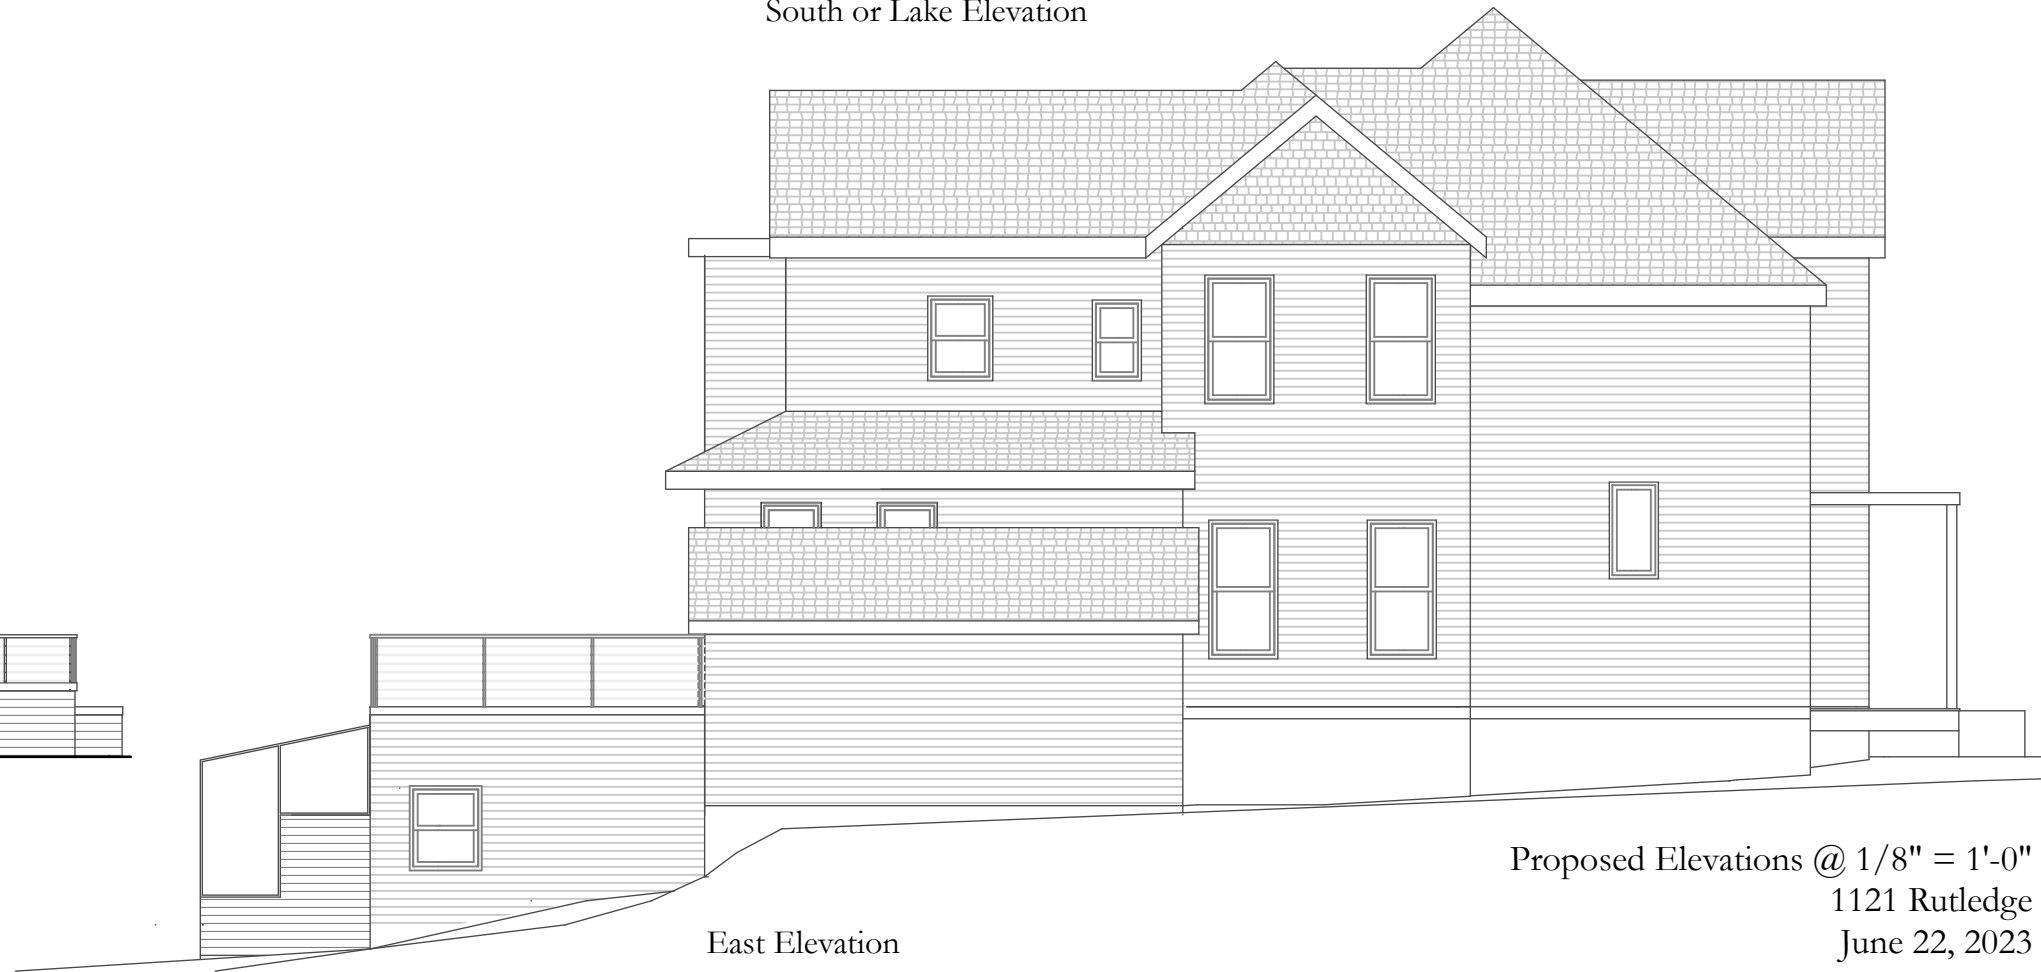 South or Lake Elevation
Proposed Elevations @ 1/8" = 1'-0"
1121 Rutledge
June 22, 2023
East Elevation